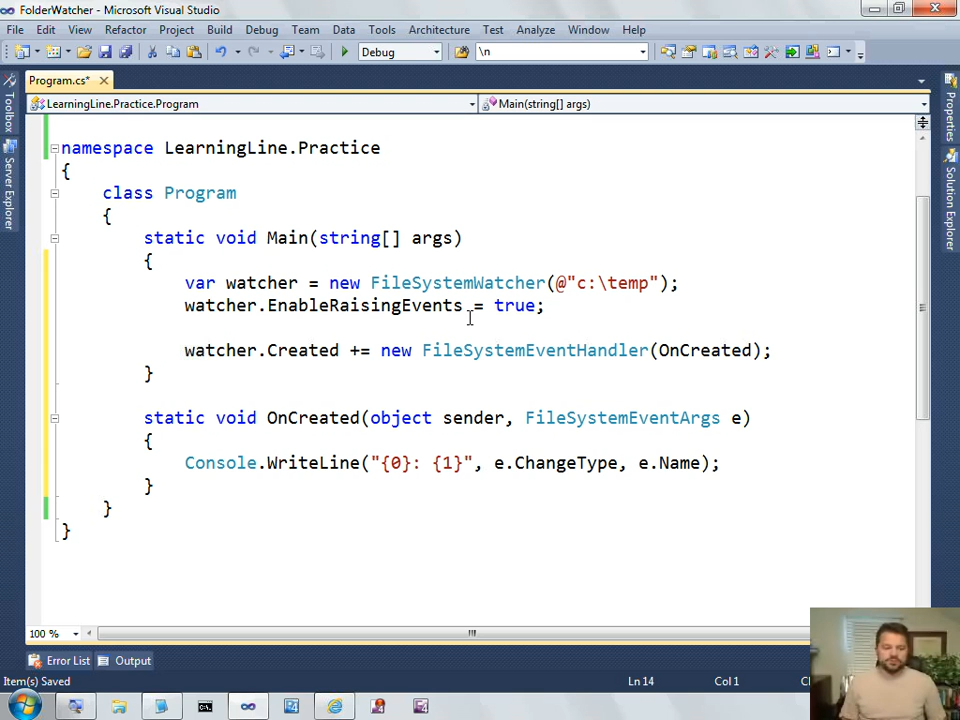 FolderWatcher - Microsoft Visual Studio
File Edit View Refactor Project Build Debug Team Data Tools Architecture Test Analyze Window Help
Debug \n
Program.cs*
LearningLine.Practice.Program Main(string[] args)
Toolbox
Server Explorer
Properties
Solution Explorer
namespace LearningLine.Practice
{
class Program
{
static void Main(string[] args)
{
var watcher = new FileSystemWatcher(@"c:\temp");
watcher.EnableRaisingEvents = true;
watcher.Created += new FileSystemEventHandler(OnCreated);
}
static void OnCreated(object sender, FileSystemEventArgs e)
{
Console.WriteLine("{0}: {1}", e.ChangeType, e.Name);
}
}
}
100 %
Error List Output
Item(s) Saved Ln 14 Col 1